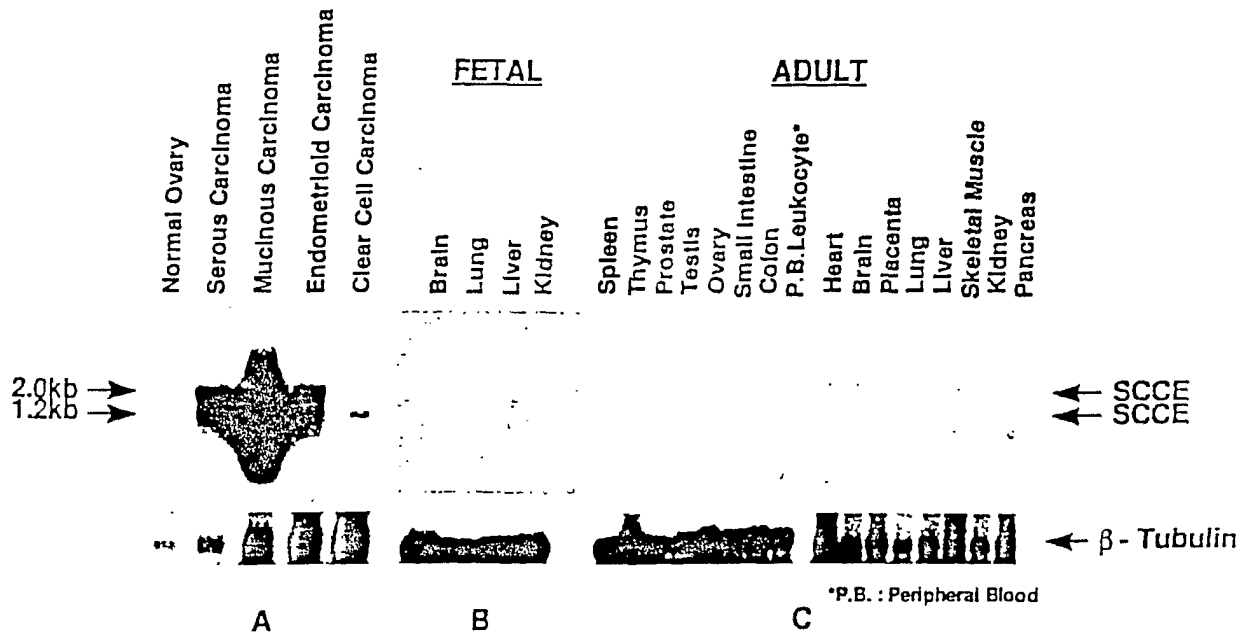 FETAL
ADULT
Normal Ovary
Serous Carcinoma
Mucinous Carcinoma
Endometrioid Carcinoma
Clear Cell Carcinoma
Brain
Lung
Liver
Kidney
Spleen
Thymus
Prostate
Testis
Ovary
Small Intestine
Colon
P.B.Leukocyte*
Heart
Brain
Placenta
Lung
Liver
Skeletal Muscle
Kidney
Pancreas
2.0kb
1.2kb
SCCE
SCCE
β - Tubulin
*P.B. : Peripheral Blood
A
B
C